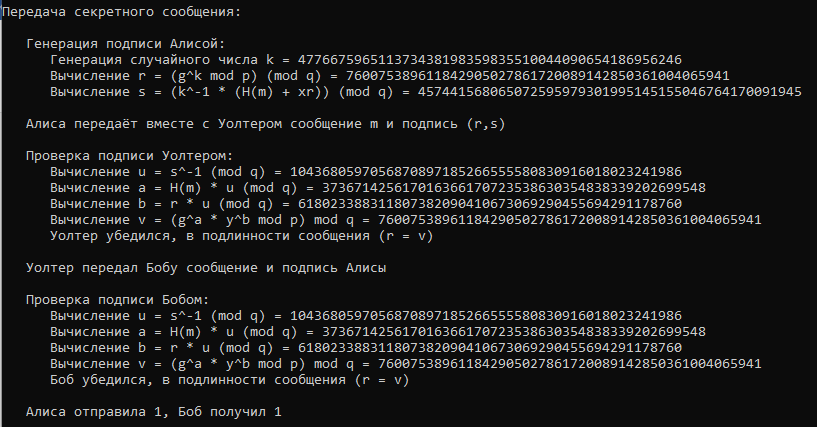 Передача секретного сообщения:
Генерация подписи Алисой:
Генерация случайного числа k = 477667596511373438198359835510044090654186956246
Вычисление r = (g^k mod p) (mod q) = 760075389611842905027861720089142850361004065941
Вычисление s = (k^-1 * (H(m) + xr)) (mod q) = 457441568065072595979301995145155046764170091945
Алиса передаёт вместе с Уолтером сообщение m и подпись (r,s)
Проверка подписи Уолтером:
Вычисление u = s^-1 (mod q) = 104368059705687089718526655558083091601802324​1986
Вычисление a = H(m) * u (mod q) = 373671425617016366170723538630354838339202699548
Вычисление b = r * u (mod q) = 618023388311807382090410673069290455694291178760
Вычисление v = (g^a * y^b mod p) mod q = 760075389611842905027861720089142850361004065941
Уолтер убедился, в подлинности сообщения (r = v)
Уолтер передал Бобу сообщение и подпись Алисы
Проверка подписи Бобом:
Вычисление u = s^-1 (mod q) = 1043680597056870897185266555580830916018023241986
Вычисление a = H(m) * u (mod q) = 373671425617016366170723538630354838339202699548
Вычисление b = r * u (mod q) = 618023388311807382090410673069290455694291178760
Вычисление v = (g^a * y^b mod p) mod q = 760075389611842905027861720089142850361004065941
Боб убедился, в подлинности сообщения (r = v)
Алиса отправила 1, Боб получил 1